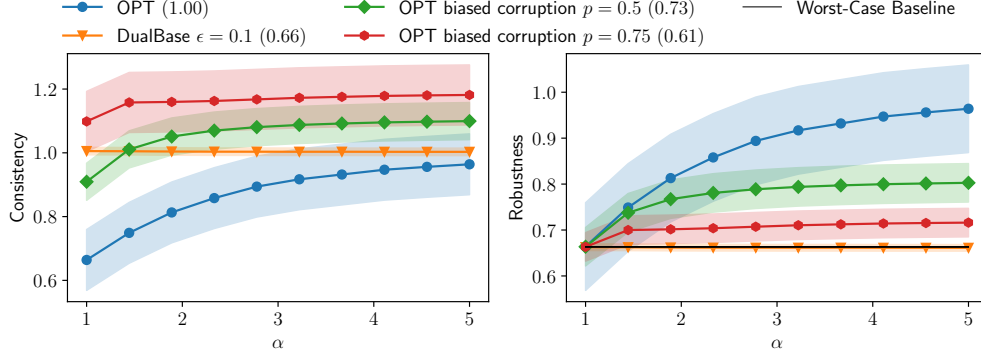 OPT (1.00)
OPT biased corruption p = 0.5 (0.73)
Worst-Case Baseline
DualBase ϵ = 0.1 (0.66)
OPT biased corruption p = 0.75 (0.61)
Consistency
1.2
1.0
0.8
0.6
1 2 3 4 5
α
Robustness
1.0
0.9
0.8
0.7
0.6
1 2 3 4 5
α